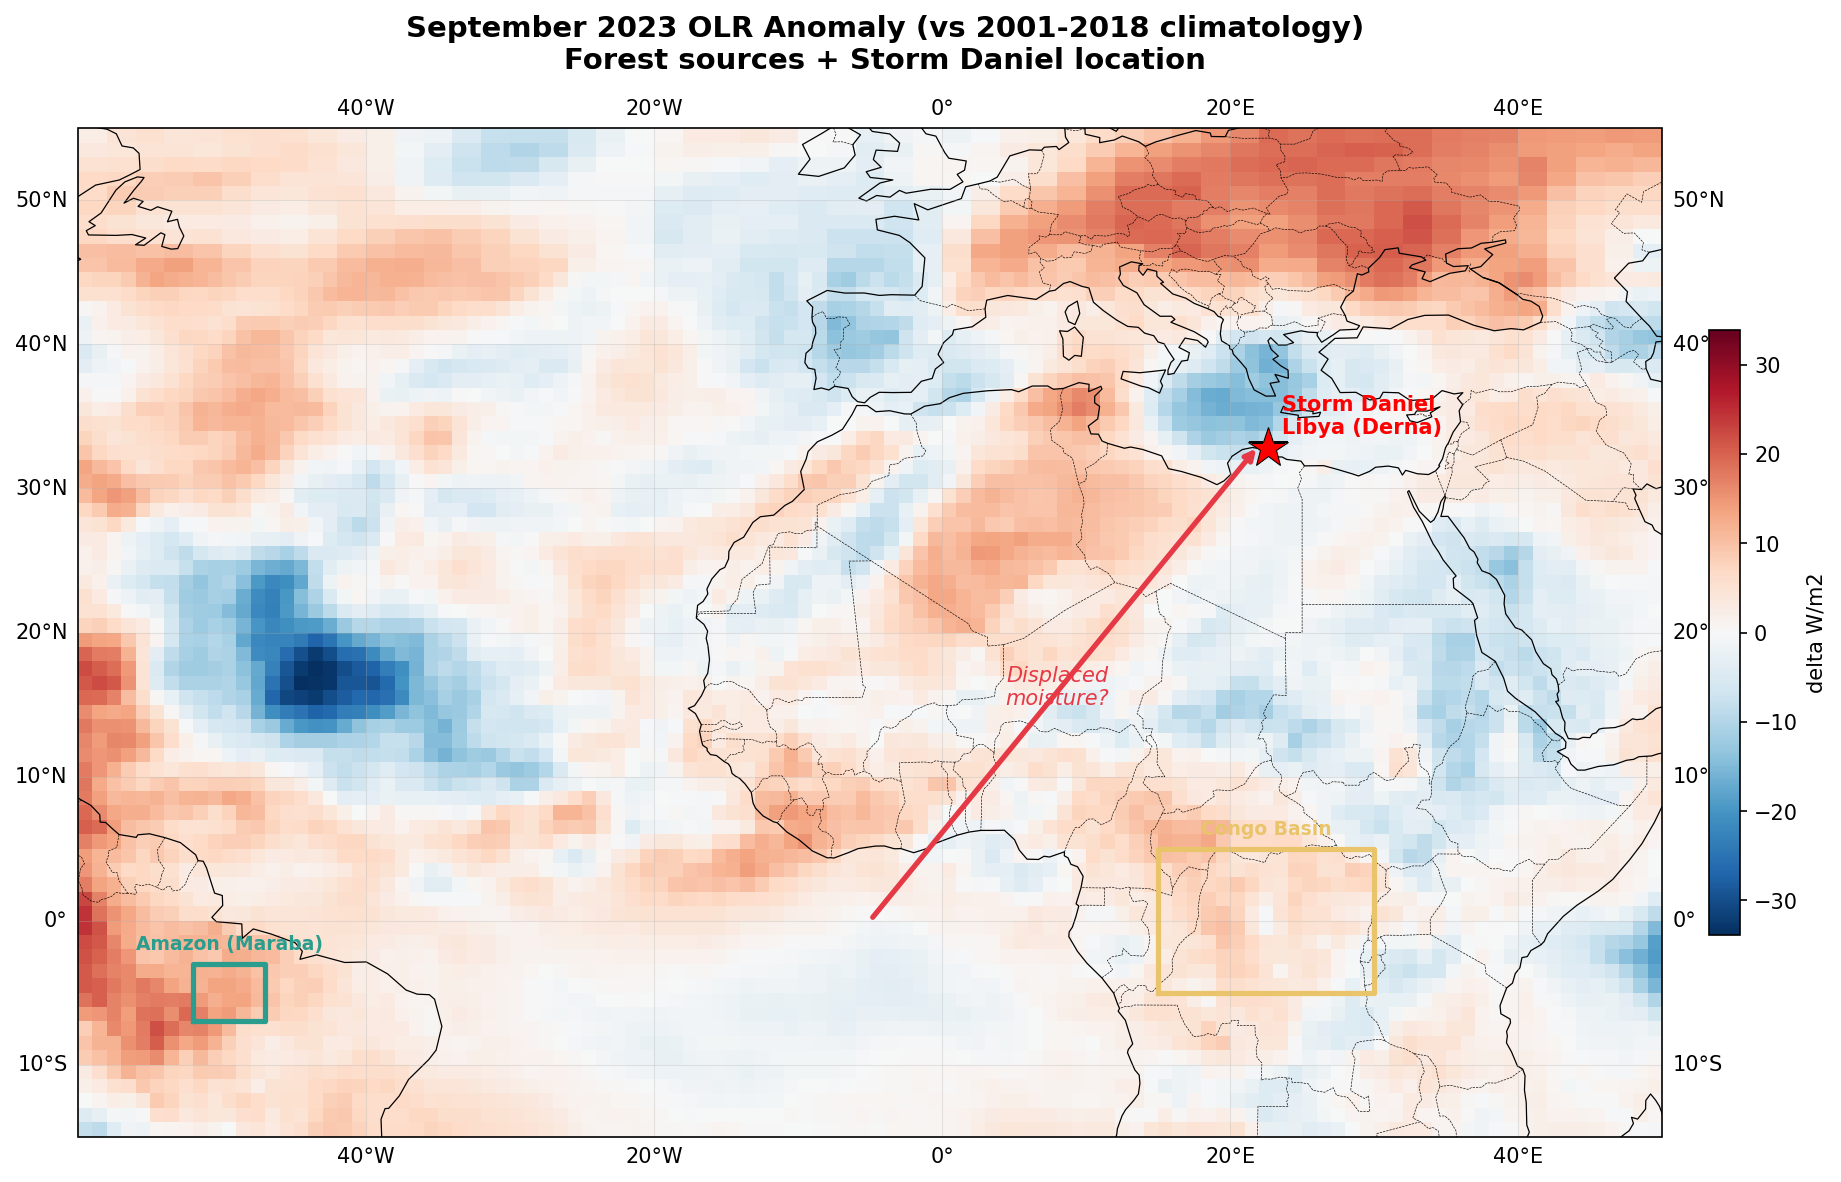 September 2023 OLR Anomaly (vs 2001-2018 climatology)
Forest sources + Storm Daniel location
40°W 20°W 0° 20°E 40°E
50°N 50°N
40°N 40°
30°N 30°
20°N 20°
10°N 10°
0° 0°
10°S 10°S
Storm Daniel
Libya (Derna)
Displaced
moisture?
Congo Basin
Amazon (Maraba)
40°W 20°W 0° 20°E 40°E
30
20
10
0
−10
−20
−30
delta W/m2